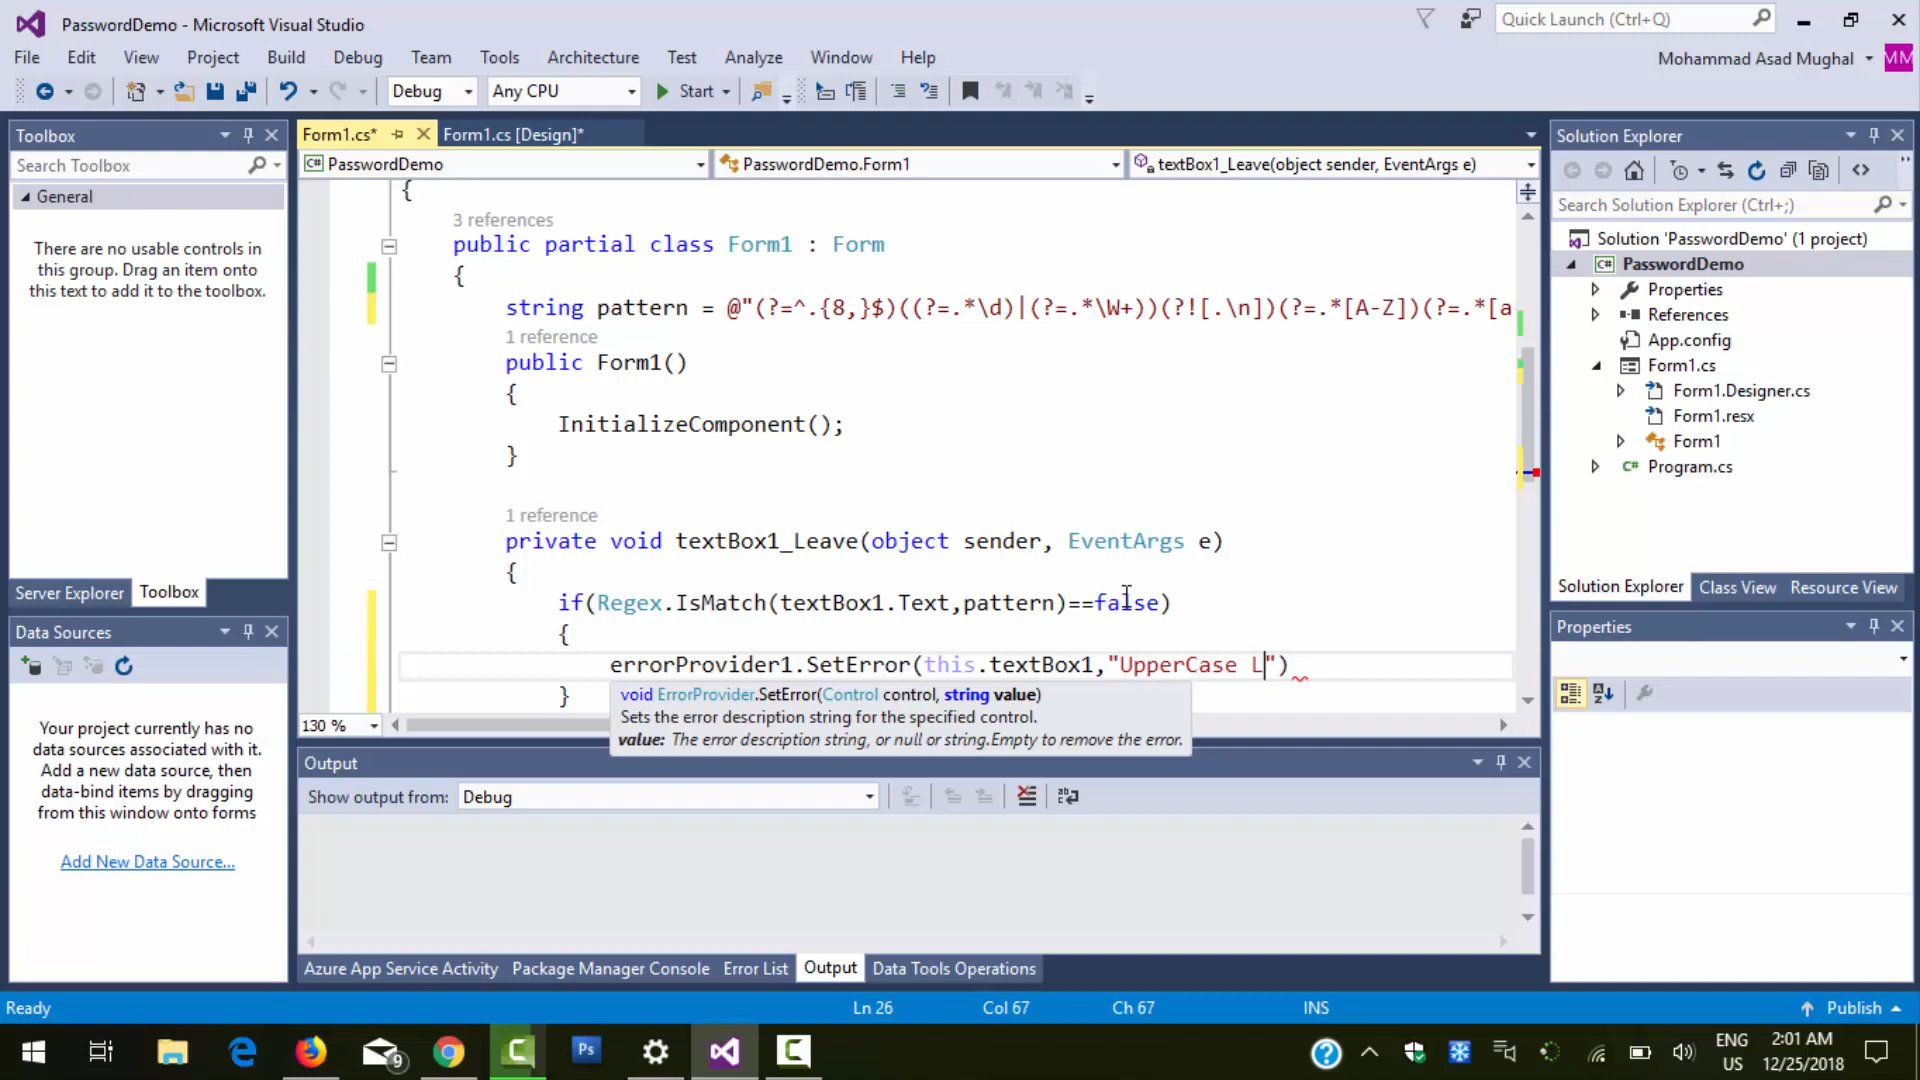 PasswordDemo - Microsoft Visual Studio
Quick Launch (Ctrl+Q)
File Edit View Project Build Debug Team Tools Architecture Test Analyze Window Help
Mohammad Asad Mughal MM
Debug Any CPU Start
Toolbox
Search Toolbox
General
There are no usable controls in this group. Drag an item onto this text to add it to the toolbox.
Server Explorer Toolbox
Data Sources
Your project currently has no data sources associated with it. Add a new data source, then data-bind items by dragging from this window onto forms
Add New Data Source...
Form1.cs* Form1.cs [Design]*
PasswordDemo PasswordDemo.Form1 textBox1_Leave(object sender, EventArgs e)
{
3 references
public partial class Form1 : Form
{
string pattern = @"(?=^.{8,}$)((?=.*\d)|(?=.*\W+))(?![.\n])(?=.*[A-Z])(?=.*[a
1 reference
public Form1()
{
InitializeComponent();
}
1 reference
private void textBox1_Leave(object sender, EventArgs e)
{
if(Regex.IsMatch(textBox1.Text,pattern)==false)
{
errorProvider1.SetError(this.textBox1,"UpperCase L")
void ErrorProvider.SetError(Control control, string value)
Sets the error description string for the specified control.
value: The error description string, or null or string.Empty to remove the error.
}
130 %
Output
Show output from: Debug
Azure App Service Activity Package Manager Console Error List Output Data Tools Operations
Solution Explorer
Search Solution Explorer (Ctrl+;)
Solution 'PasswordDemo' (1 project)
C# PasswordDemo
Properties
References
App.config
Form1.cs
Form1.Designer.cs
Form1.resx
Form1
C# Program.cs
Solution Explorer Class View Resource View
Properties
Ready Ln 26 Col 67 Ch 67 INS Publish
9
Ps
ENG
US
2:01 AM
12/25/2018